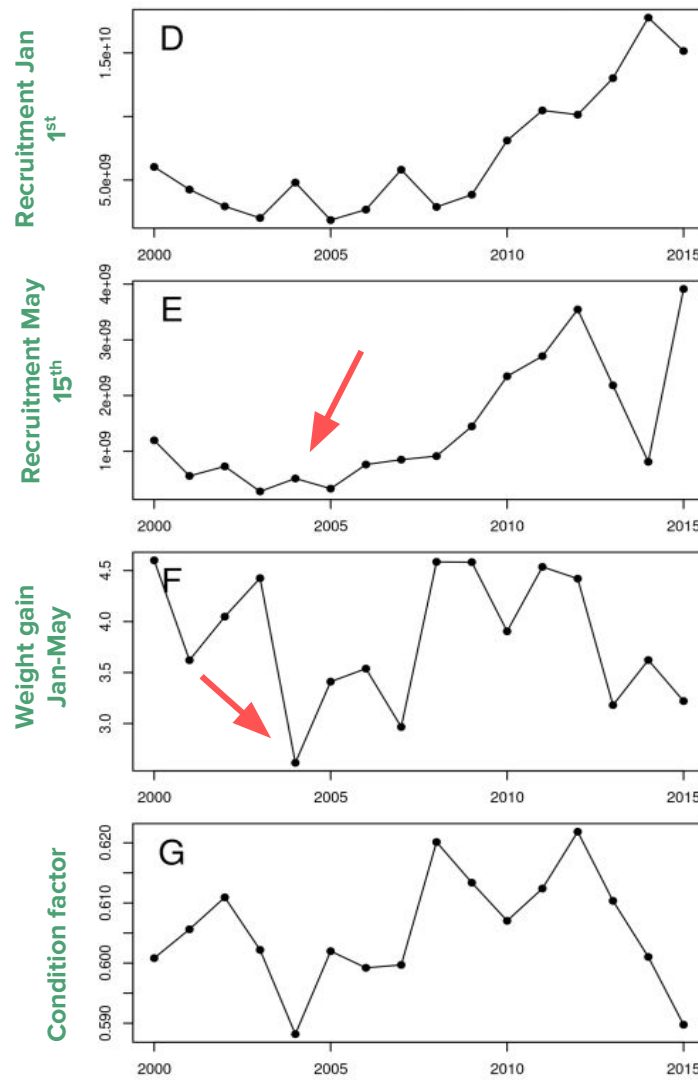 Recruitment Jan
1st
D
1.5e+10
5.0e+09
2000
2005
2010
2015
Recruitment May
15th
E
4e+09
3e+09
2e+09
1e+09
2000
2005
2010
2015
Weight gain
Jan-May
F
4.5
4.0
3.5
3.0
2000
2005
2010
2015
Condition factor
G
0.620
0.610
0.600
0.590
2000
2005
2010
2015